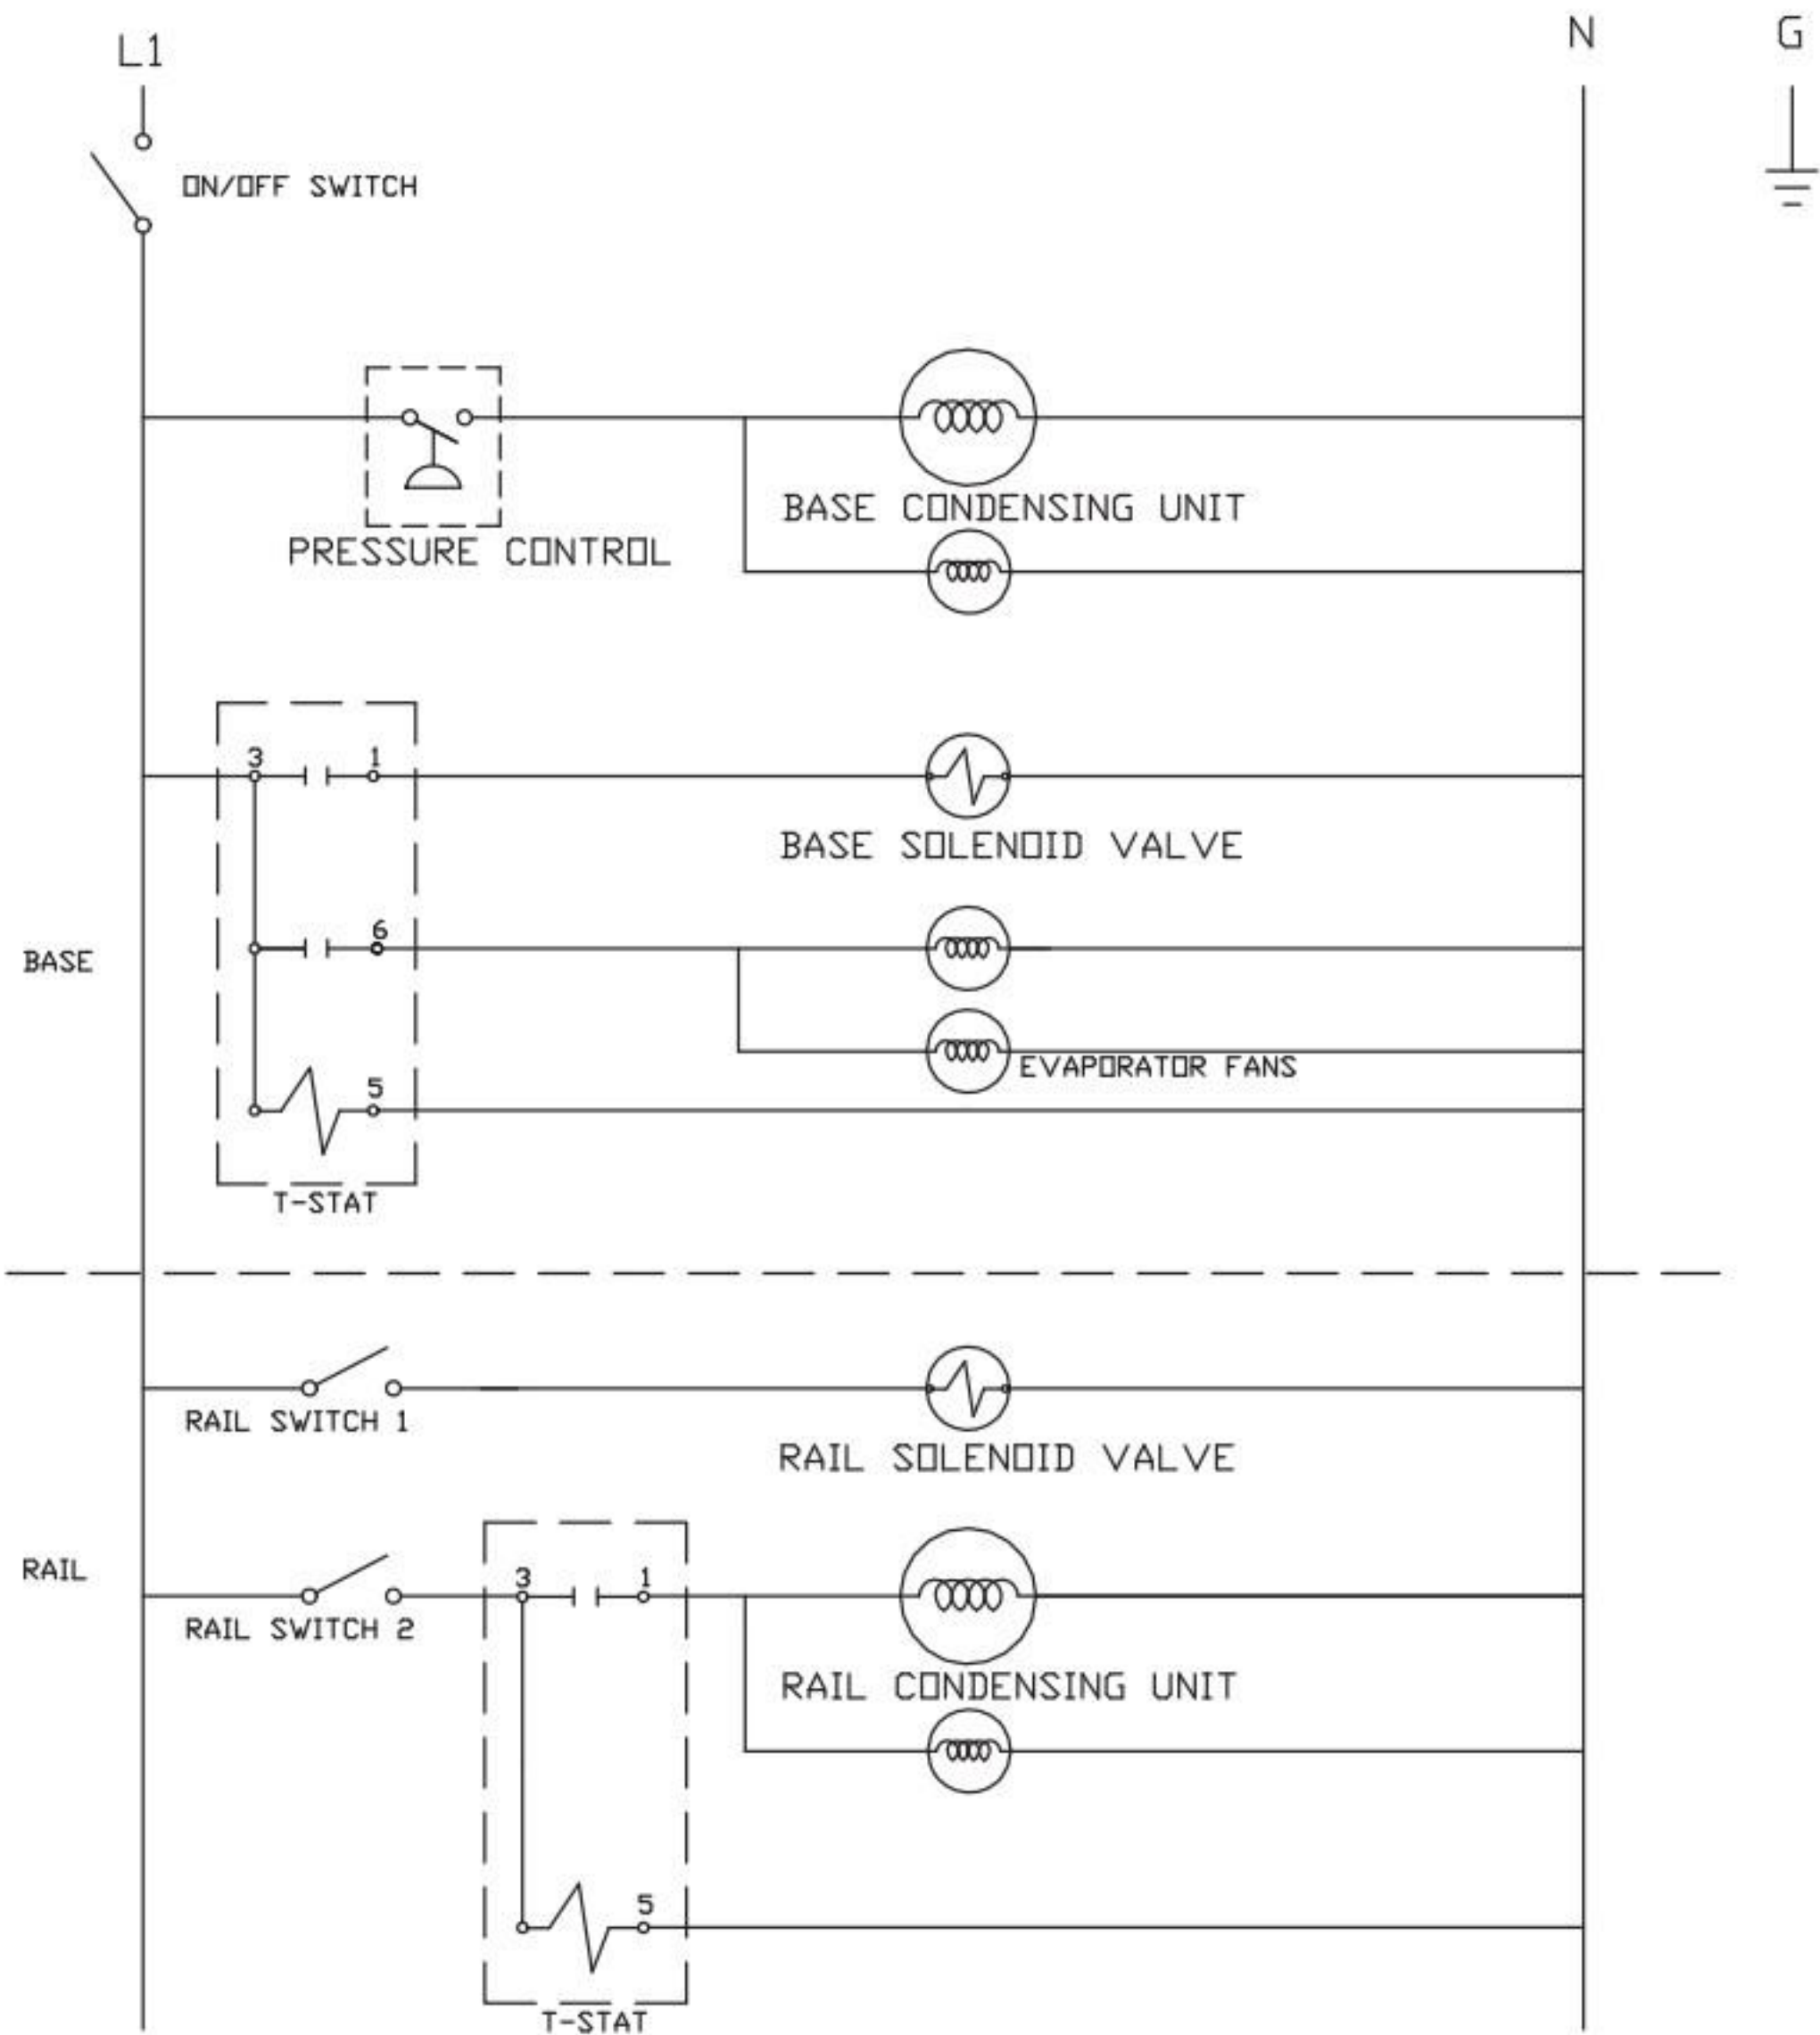 L1
N
G
ON/OFF SWITCH
BASE CONDENSING UNIT
PRESSURE CONTROL
3
1
BASE SOLENOID VALVE
6
BASE
EVAPORATOR FANS
5
T-STAT
RAIL SWITCH 1
RAIL SOLENOID VALVE
RAIL
3
1
RAIL SWITCH 2
RAIL CONDENSING UNIT
5
T-STAT